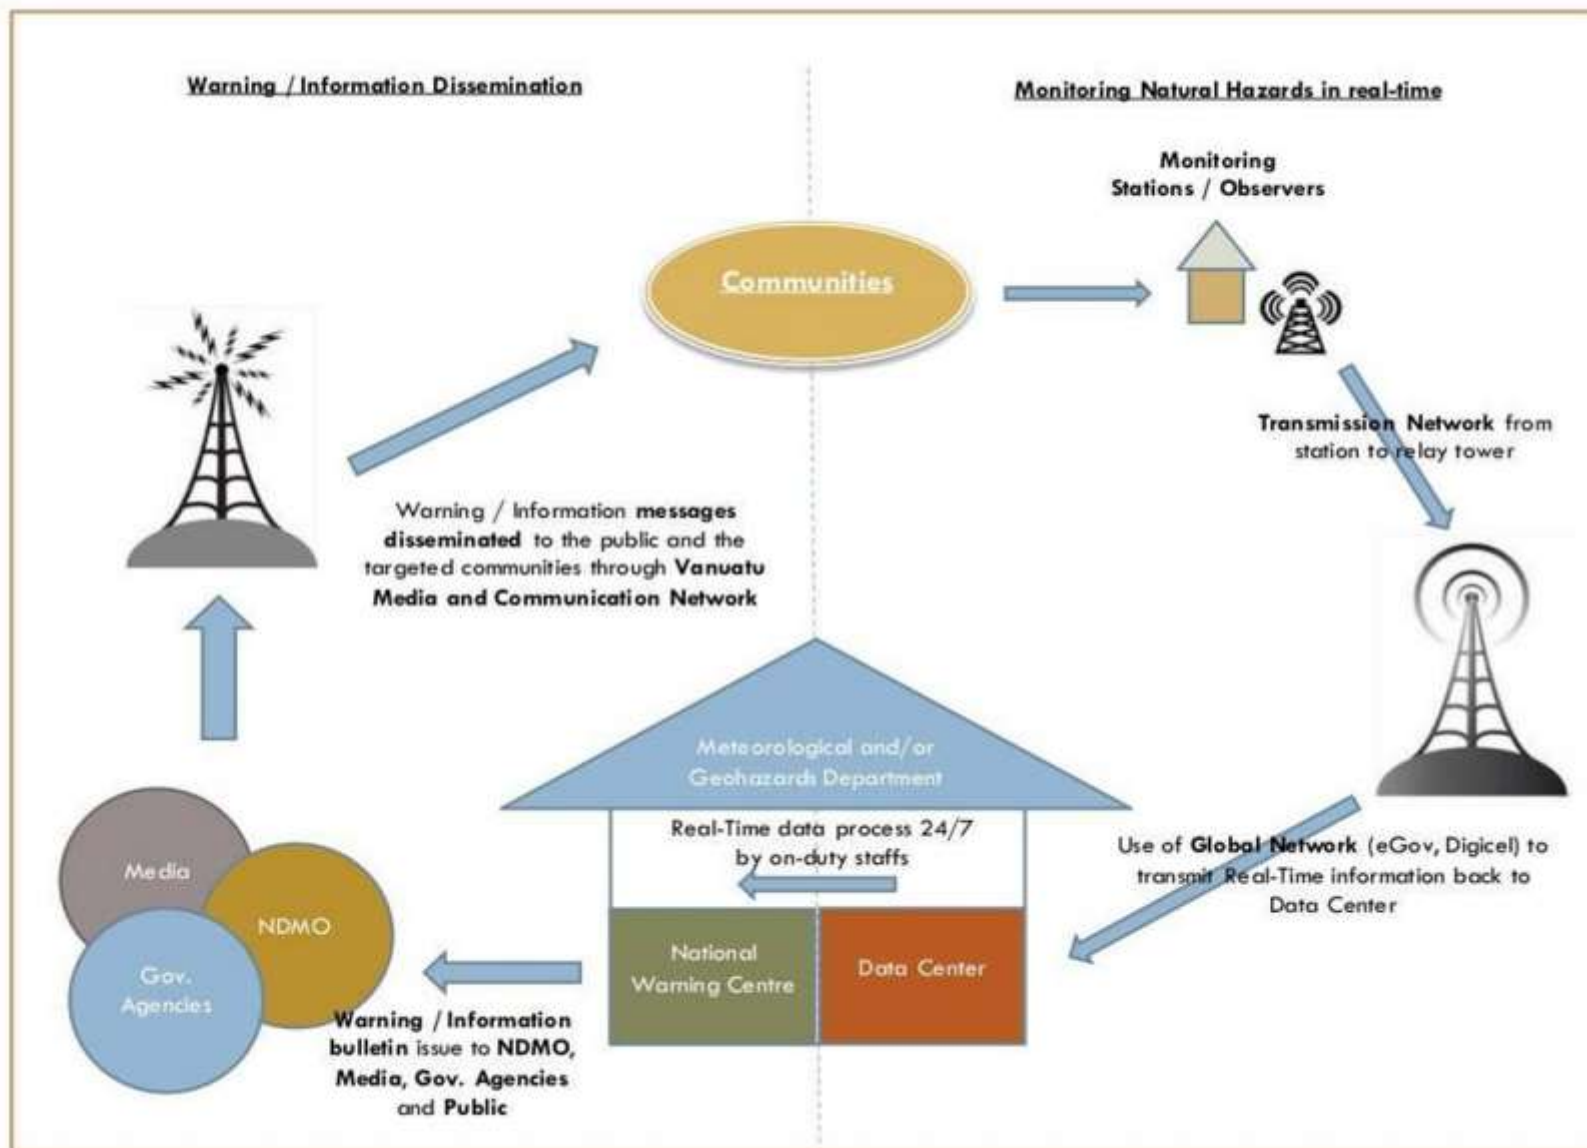 Warning / Information Dissemination
Monitoring Natural Hazards in real-time
Monitoring
Stations / Observers
Communities
Transmission Network from
station to relay tower
Warning / Information messages
disseminated to the public and the
targeted communities through Vanuatu
Media and Communication Network
Meteorological and/or
Geohazards Department
Real-Time data process 24/7
by on-duty staffs
Use of Global Network (eGov, Digicel) to
transmit Real-Time information back to
Data Center
Media
NDMO
Gov.
Agencies
National
Warning Centre
Data Center
Warning / Information
bulletin issue to NDMO,
Media, Gov. Agencies
and Public